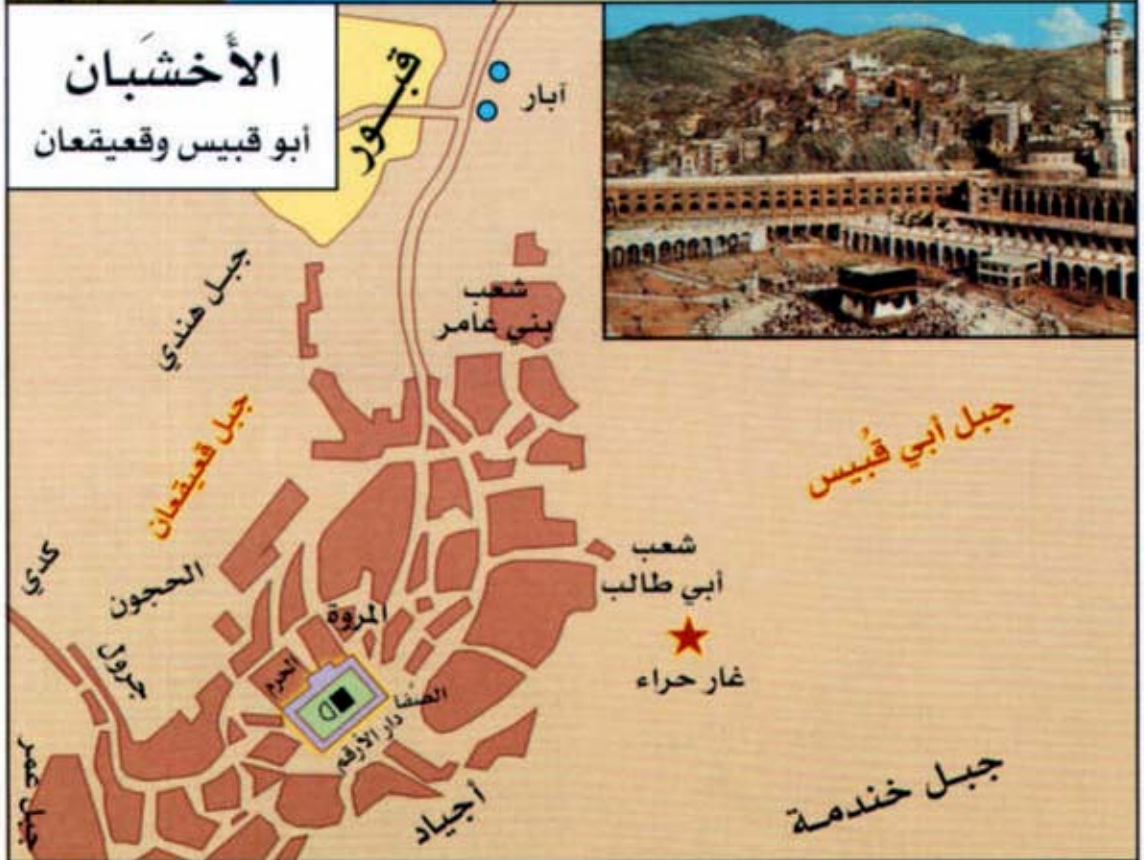 الأَخشَبان
أبو قبيس وقعيقعان
قبور
آبار
جبل هندي
شعب
بني عامر
جبل قعيقعان
جبل أبي قُبيس
كدي
الحجون
شعب
أبي طالب
المروة
جرول
الحرم
الصفا
غار حراء
دار الأرقم
جبل عمر
أجياد
جبل خندمة